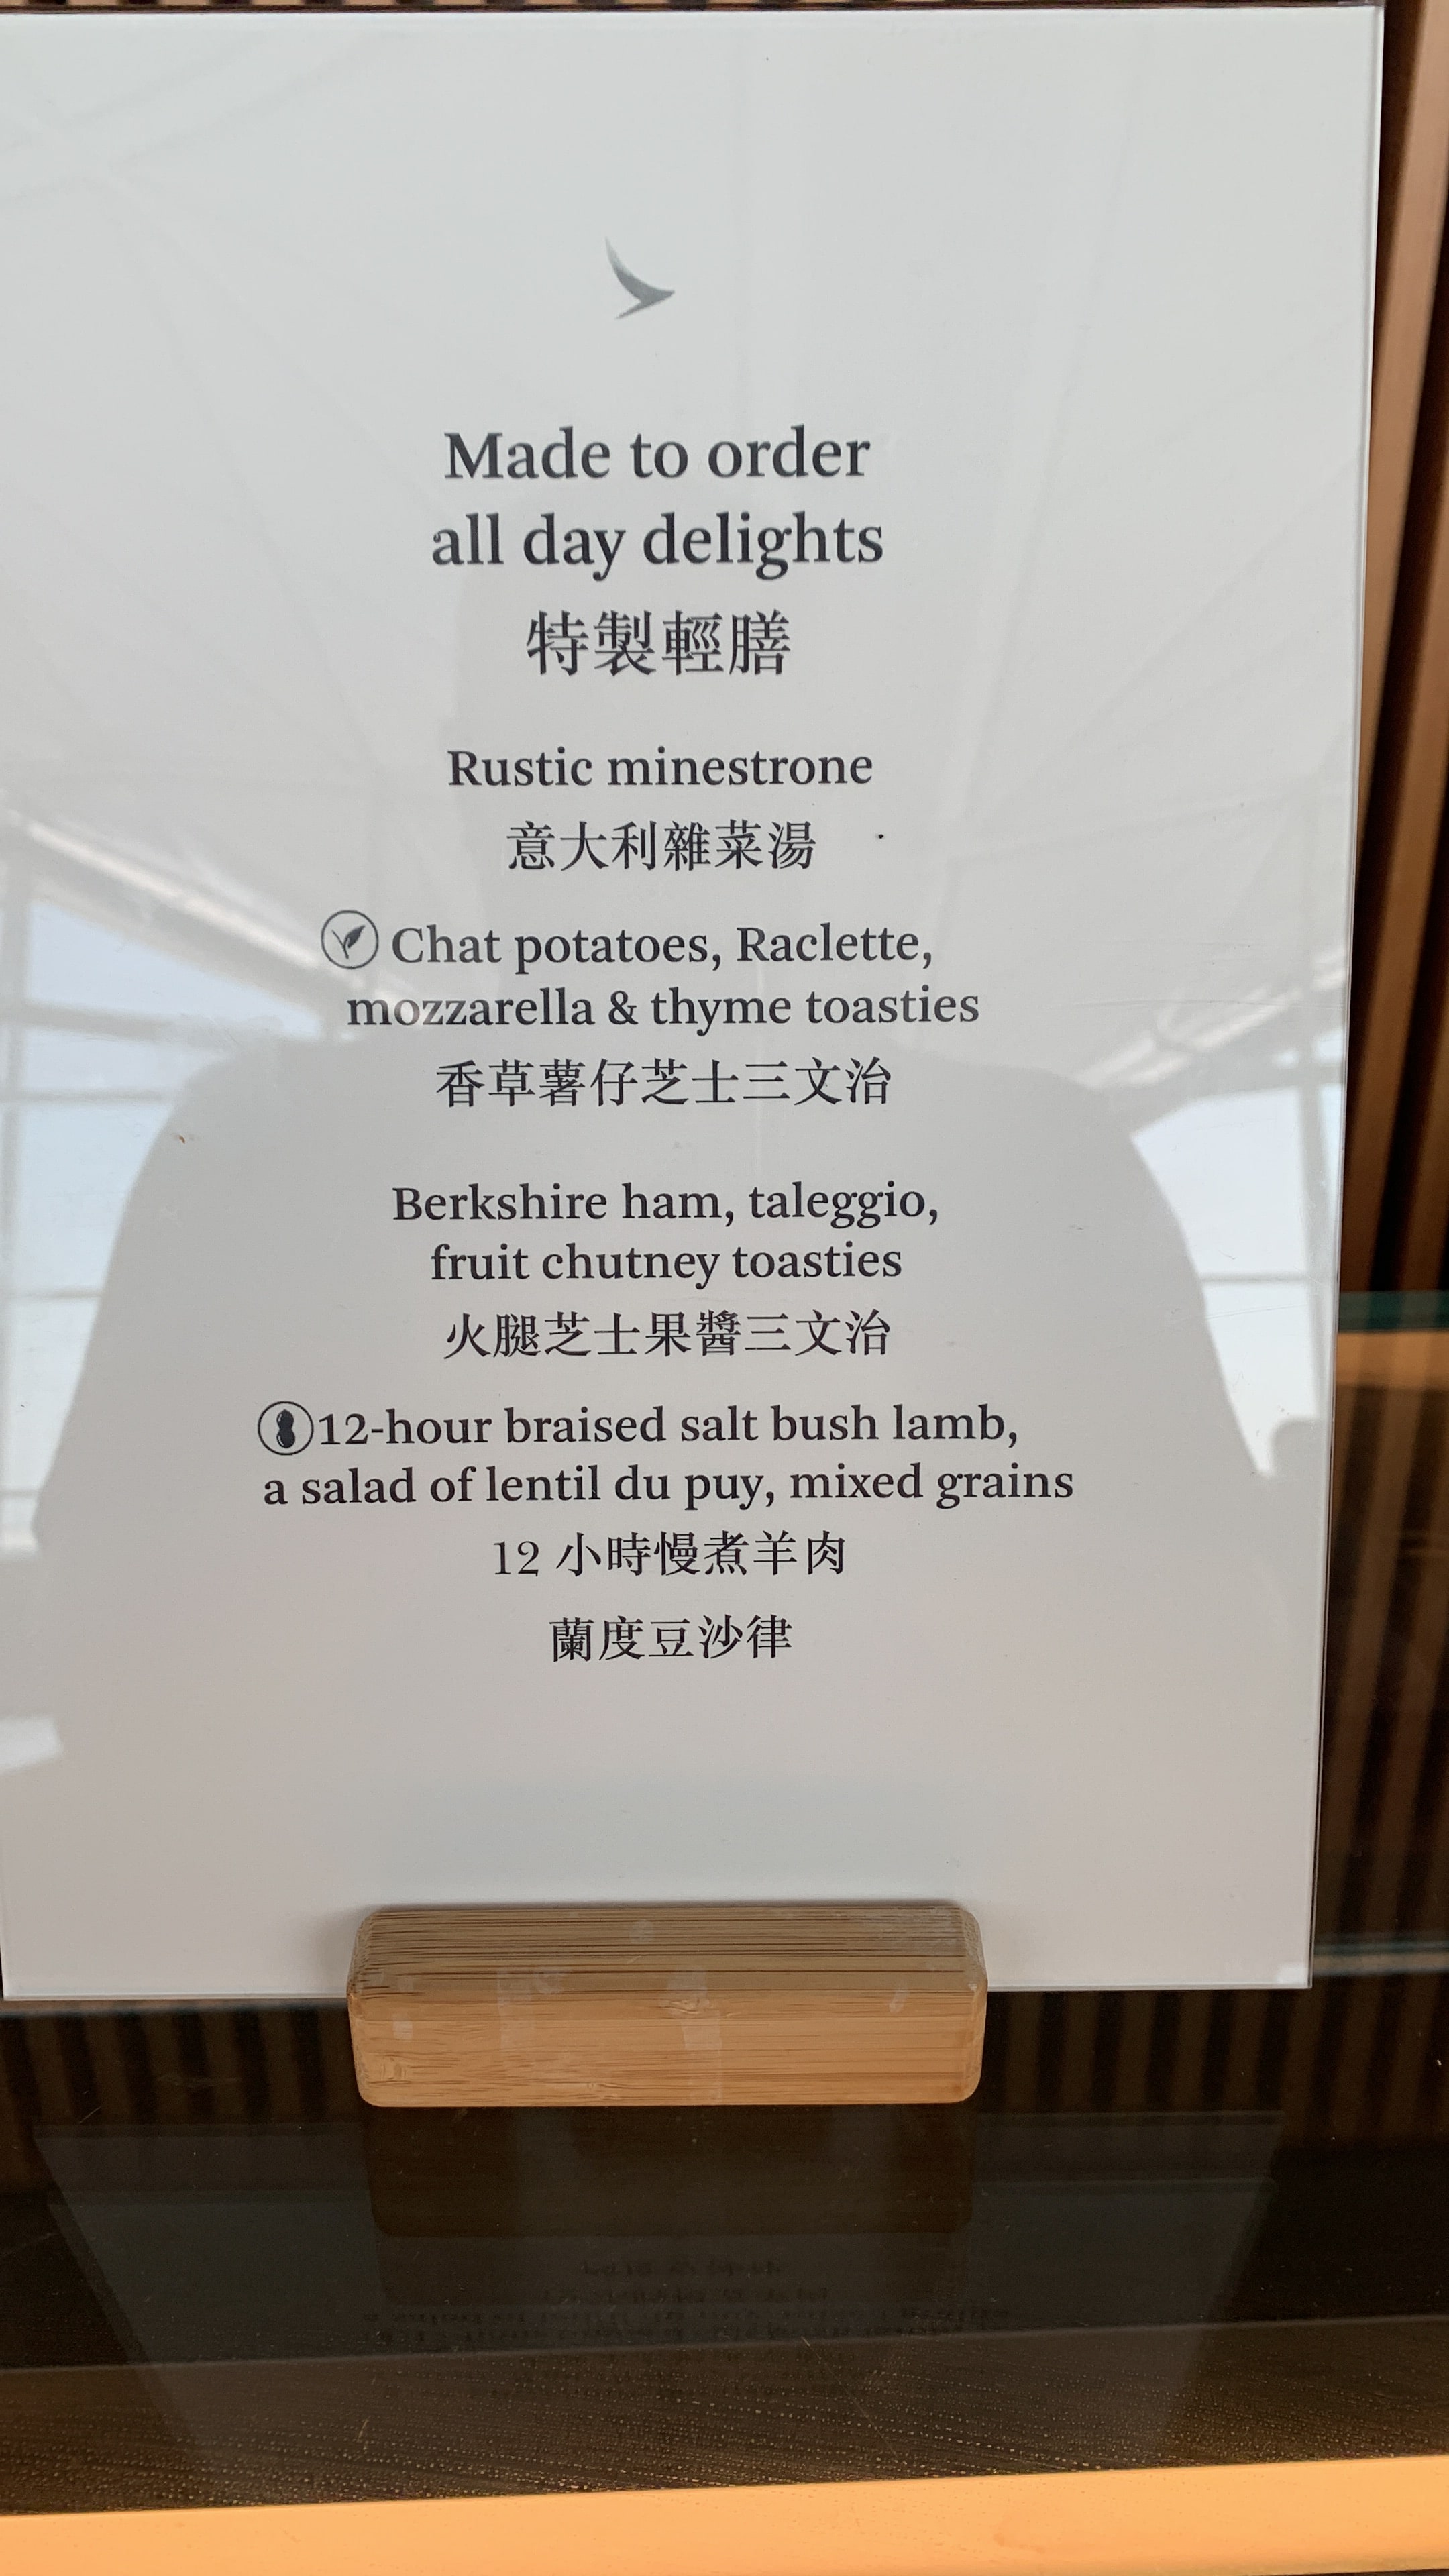 Made to order
all day delights
特製輕膳
Rustic minestrone
意大利雜菜湯
Chat potatoes, Raclette,
mozzarella & thyme toasties
香草薯仔芝士三文治
Berkshire ham, taleggio,
fruit chutney toasties
火腿芝士果醬三文治
12-hour braised salt bush lamb,
a salad of lentil du puy, mixed grains
12 小時慢煮羊肉
蘭度豆沙律